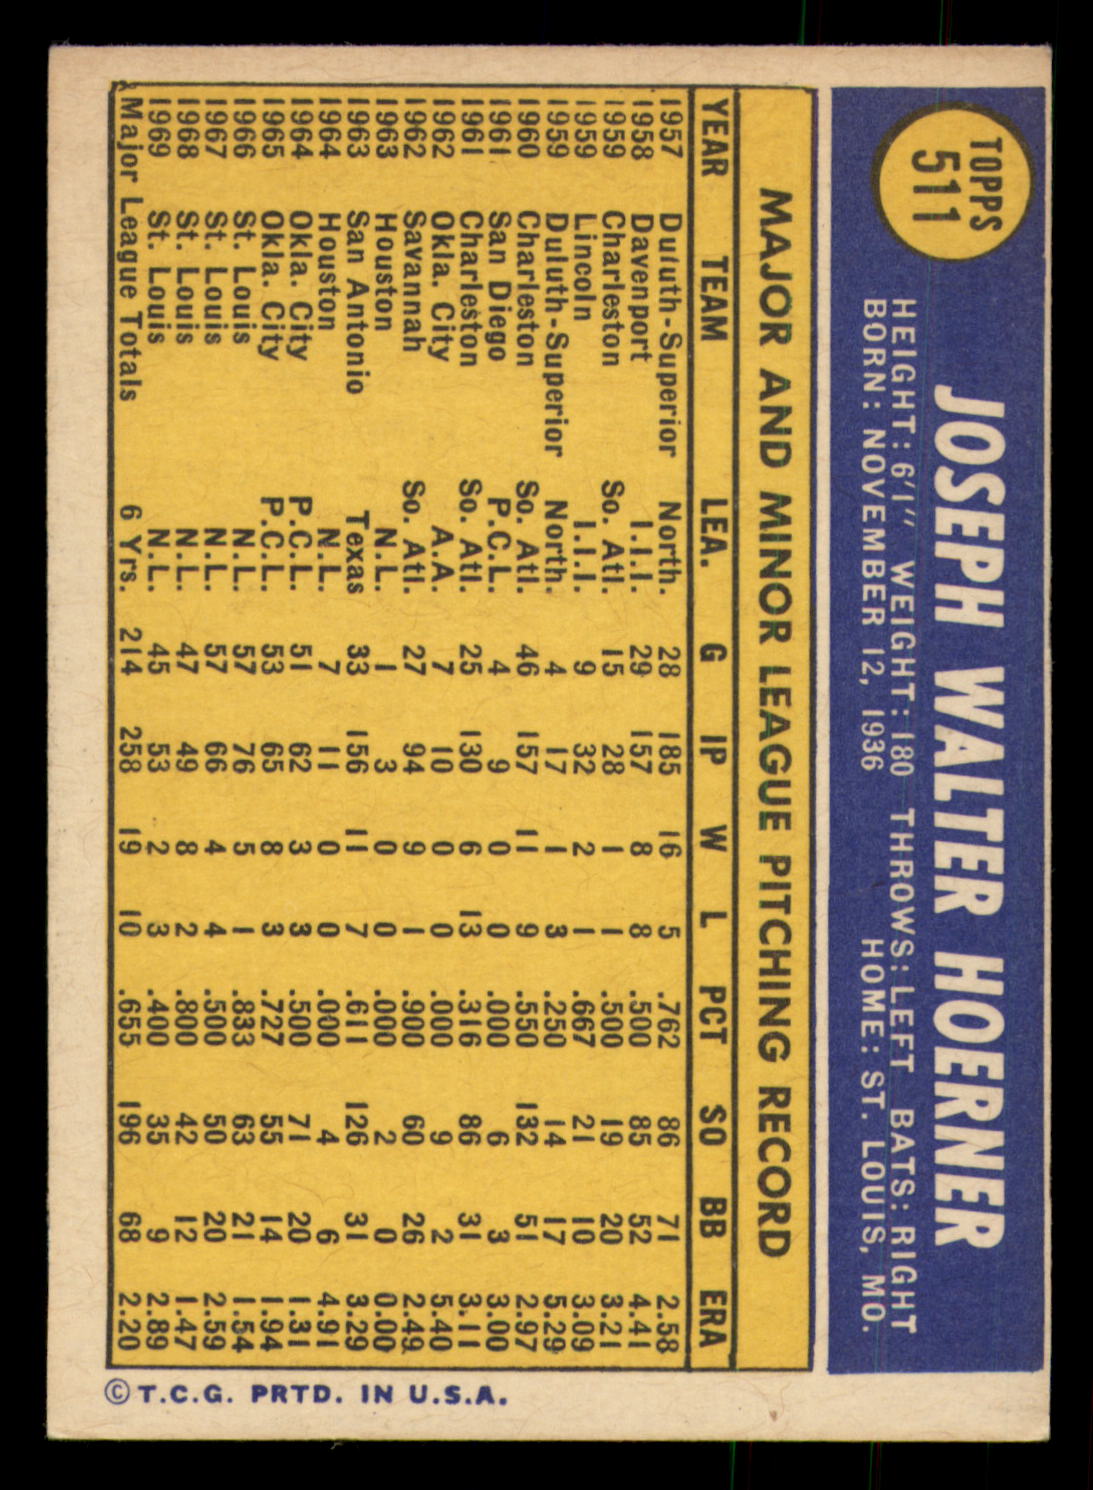 TOPPS
511
JOSEPH WALTER HOERNER
HEIGHT: 6'1" WEIGHT: 180 THROWS: LEFT BATS: RIGHT
BORN: NOVEMBER 12, 1936 HOME: ST. LOUIS, MO.
MAJOR AND MINOR LEAGUE PITCHING RECORD
YEAR TEAM LEA. G IP W L PCT SO BB ERA
1957 Duluth-Superior North. 28 185 16 5 .762 86 71 2.58
1958 Davenport I.I.I. 29 157 8 8 .500 85 52 4.41
1959 Charleston So. Atl. 15 28 1 1 .500 19 20 3.21
1959 Lincoln I.I.I. 9 32 2 1 .667 21 10 3.09
1959 Duluth-Superior North. 4 17 1 3 .250 14 17 5.29
1960 Charleston So. Atl. 46 157 11 9 .550 132 51 2.97
1961 San Diego P.C.L. 4 9 0 0 .000 6 3 3.00
1961 Charleston So. Atl. 25 130 6 13 .316 86 31 3.11
1962 Okla. City A.A. 7 10 0 0 .000 9 2 5.40
1962 Savannah So. Atl. 27 94 9 1 .900 60 26 2.49
1963 Houston N.L. 1 3 0 0 .000 2 0 0.00
1963 San Antonio Texas 33 156 11 7 .611 126 31 3.29
1964 Houston N.L. 7 11 0 0 .000 4 6 4.91
1964 Okla. City P.C.L. 51 62 3 3 .500 71 20 1.31
1965 Okla. City P.C.L. 53 65 8 3 .727 55 14 1.94
1966 St. Louis N.L. 57 76 5 1 .833 63 21 1.54
1967 St. Louis N.L. 57 66 4 4 .500 50 20 2.59
1968 St. Louis N.L. 47 49 8 2 .800 42 12 1.47
1969 St. Louis N.L. 45 53 2 3 .400 35 9 2.89
Major League Totals 6 Yrs. 214 258 19 10 .655 196 68 2.20
© T.C.G. PRTD. IN U.S.A.